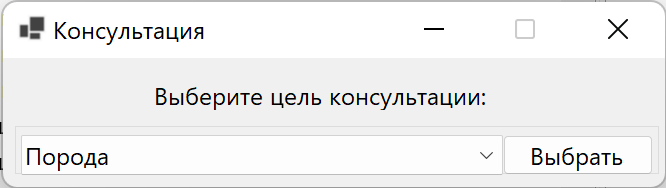 Консультация
Выберите цель консультации:
Порода
Выбрать